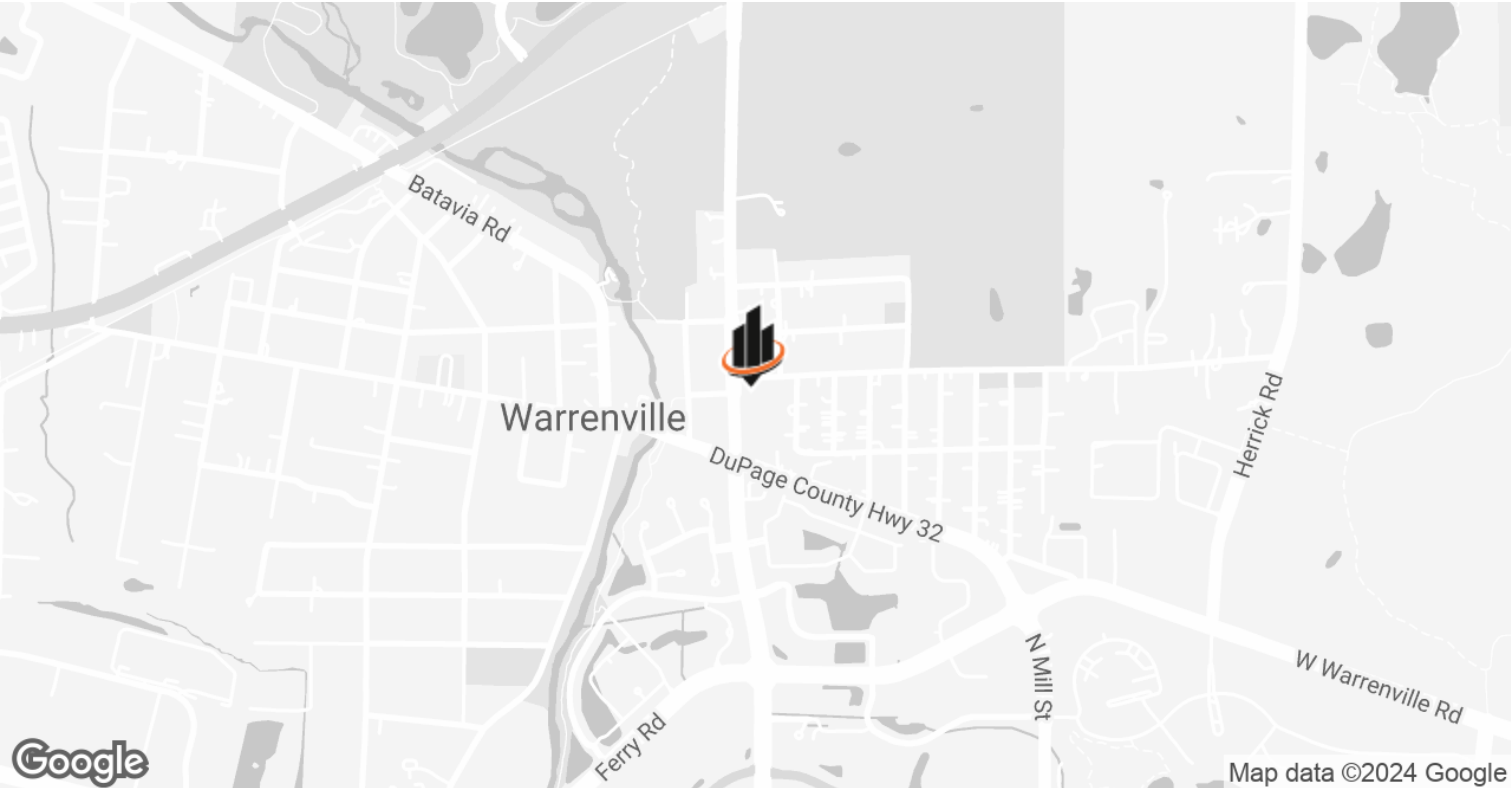 Batavia Rd
Warrenville
Herrick Rd
DuPage County Hwy 32
N Mill St
W Warrenville Rd
Ferry Rd
Google
Map data ©2024 Google